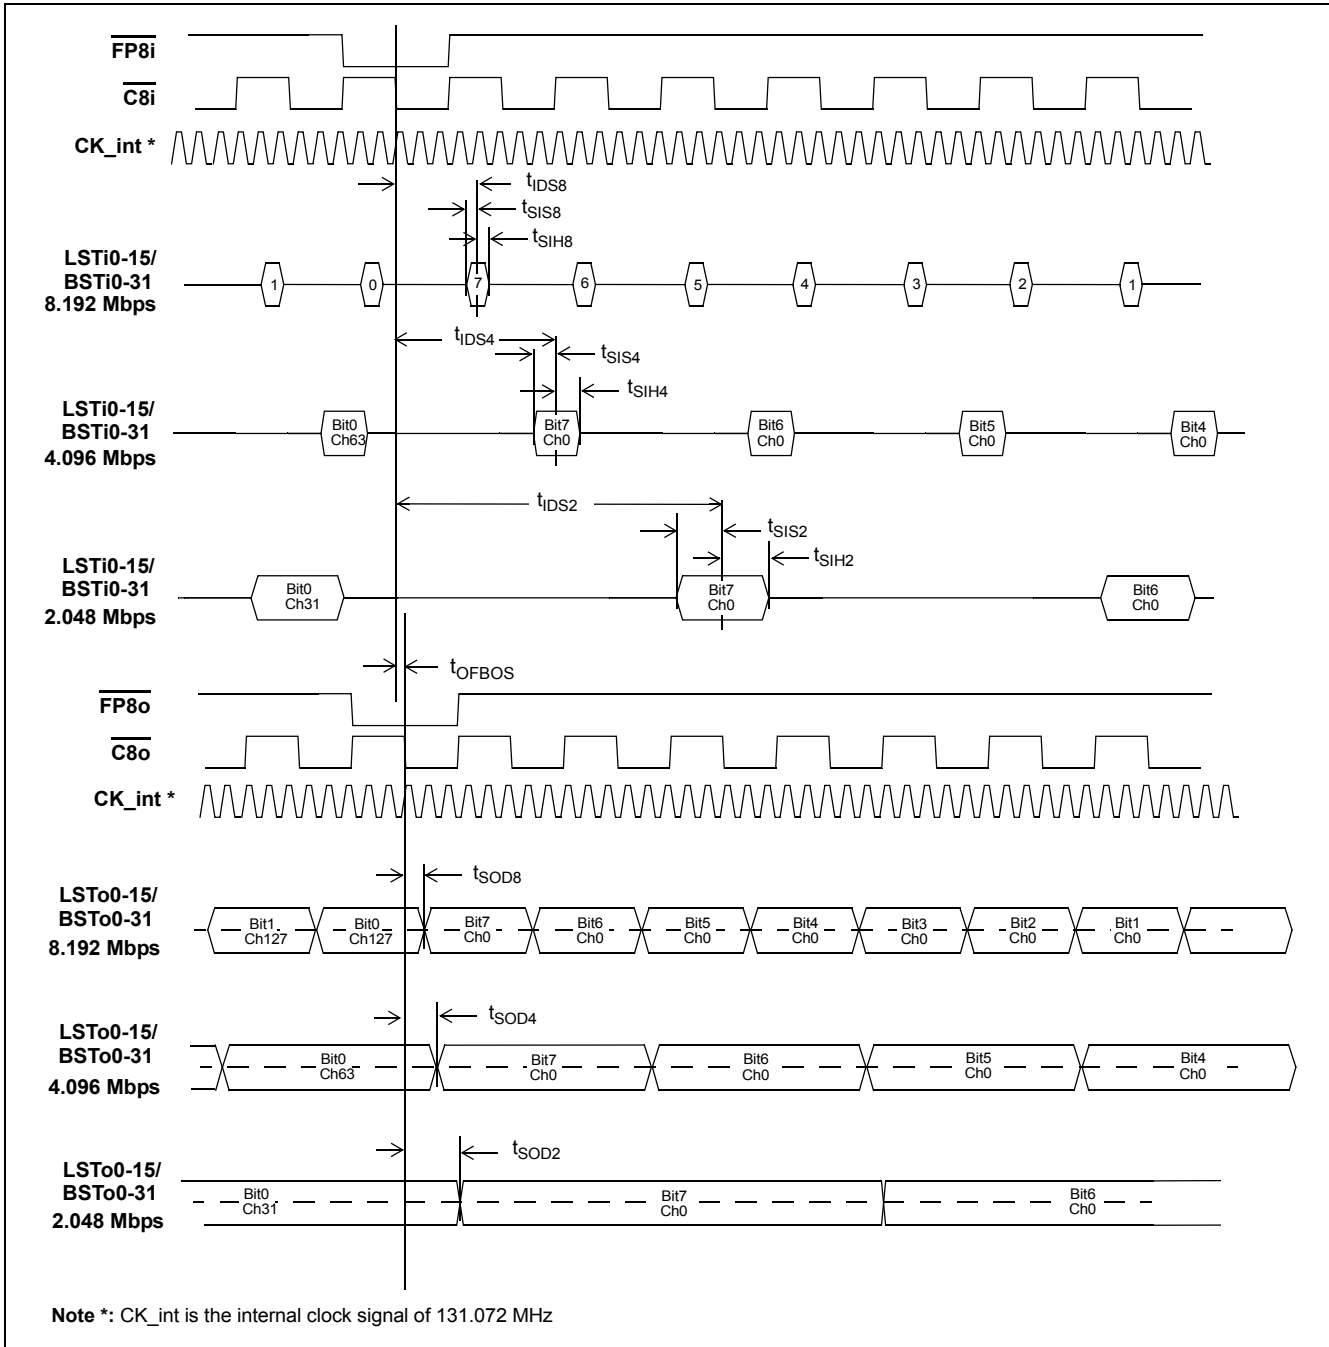 FP8i
C8i
CK_int *
tIDS8
tSIS8
tSIH8
LSTi0-15/
BSTi0-31
8.192 Mbps
1 0 7 6 5 4 3 2 1
tIDS4
tSIS4
tSIH4
LSTi0-15/
BSTi0-31
4.096 Mbps
Bit0
Ch63
Bit7
Ch0
Bit6
Ch0
Bit5
Ch0
Bit4
Ch0
tIDS2
tSIS2
tSIH2
LSTi0-15/
BSTi0-31
2.048 Mbps
Bit0
Ch31
Bit7
Ch0
Bit6
Ch0
tOFBOS
FP8o
C8o
CK_int *
tSOD8
LSTo0-15/
BSTo0-31
8.192 Mbps
Bit1
Ch127
Bit0
Ch127
Bit7
Ch0
Bit6
Ch0
Bit5
Ch0
Bit4
Ch0
Bit3
Ch0
Bit2
Ch0
Bit1
Ch0
tSOD4
LSTo0-15/
BSTo0-31
4.096 Mbps
Bit0
Ch63
Bit7
Ch0
Bit6
Ch0
Bit5
Ch0
Bit4
Ch0
tSOD2
LSTo0-15/
BSTo0-31
2.048 Mbps
Bit0
Ch31
Bit7
Ch0
Bit6
Ch0
Note *: CK_int is the internal clock signal of 131.072 MHz